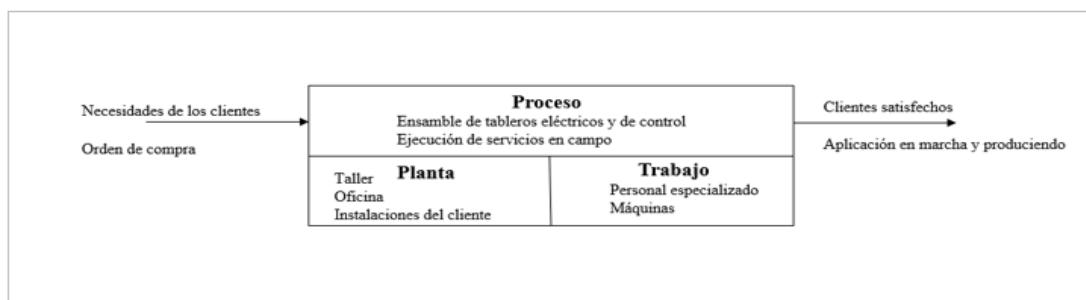 Necesidades de los clientes
Orden de compra
Proceso
Ensamble de tableros eléctricos y de control
Ejecución de servicios en campo
Planta
Taller
Oficina
Instalaciones del cliente
Trabajo
Personal especializado
Máquinas
Clientes satisfechos
Aplicación en marcha y produciendo